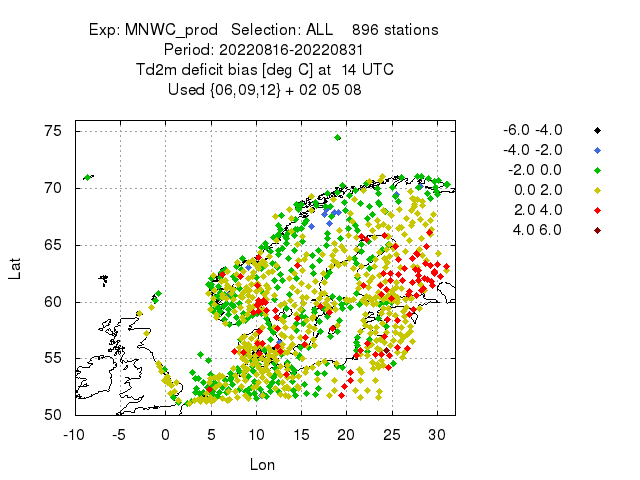 Exp: MNWC_prod   Selection: ALL    896 stations
Period: 20220816-20220831
Td2m deficit bias [deg C] at  14 UTC
Used {06,09,12} + 02 05 08
-6.0 -4.0
-4.0 -2.0
-2.0 0.0
0.0 2.0
2.0 4.0
4.0 6.0
Lat
75
70
65
60
55
50
-10 -5 0 5 10 15 20 25 30
Lon